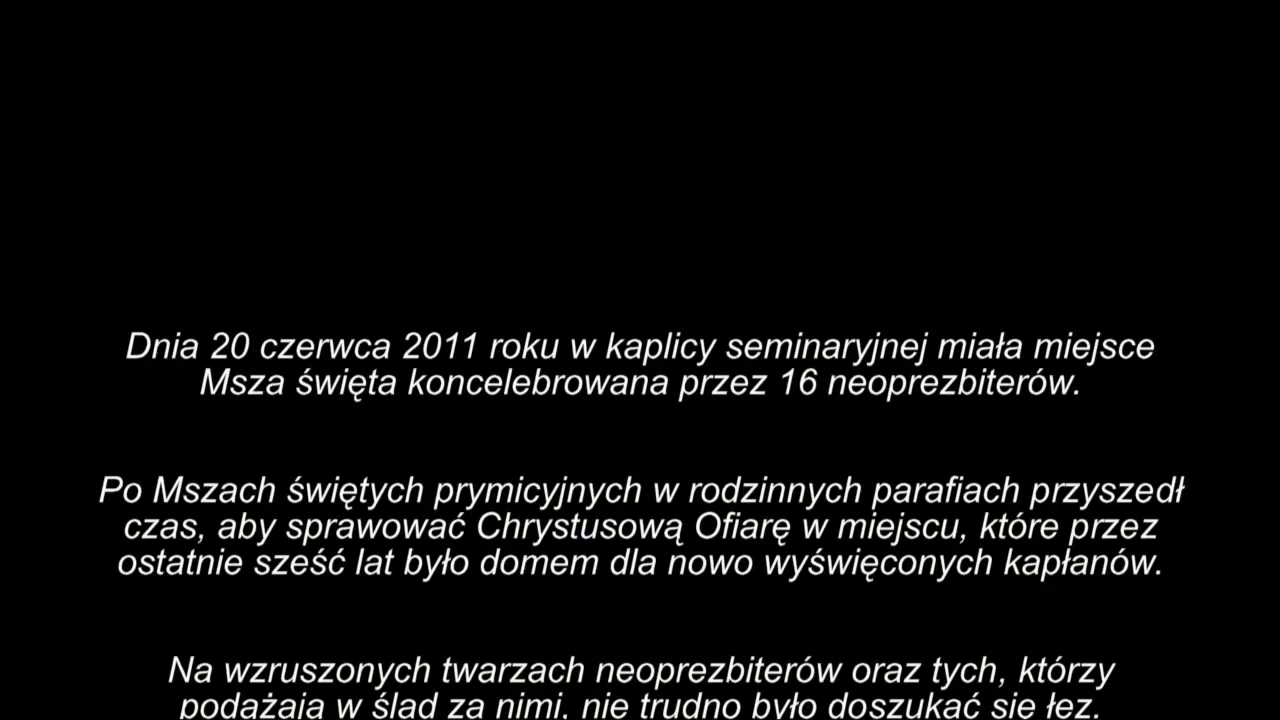 Dnia 20 czerwca 2011 roku w kaplicy seminaryjnej miała miejsce
Msza święta koncelebrowana przez 16 neoprezbiterów.
Po Mszach świętych prymicyjnych w rodzinnych parafiach przyszedł
czas, aby sprawować Chrystusową Ofiarę w miejscu, które przez
ostatnie sześć lat było domem dla nowo wyświęconych kapłanów.
Na wzruszonych twarzach neoprezbiterów oraz tych, którzy
podążają w ślad za nimi, nie trudno było doszukać się łez.